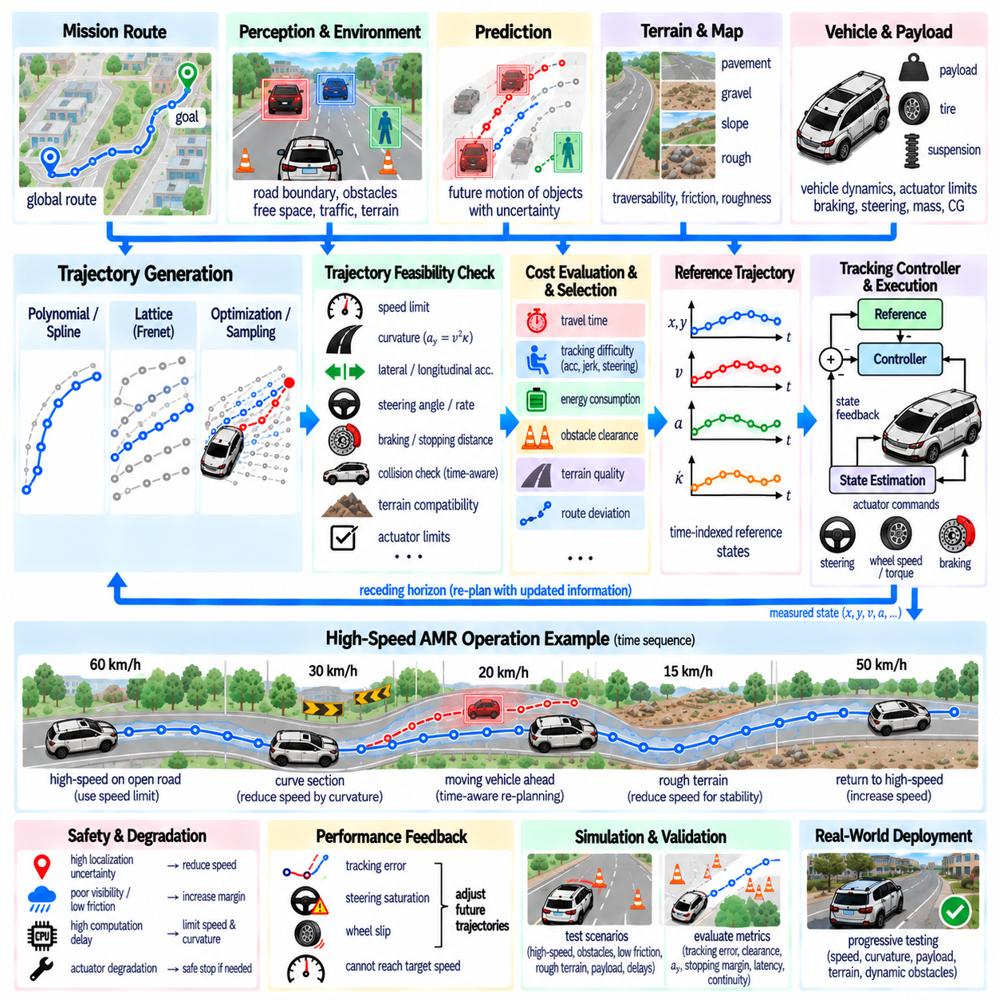 Mission Route
goal
global route
Perception & Environment
road boundary, obstacles
free space, traffic, terrain
Prediction
future motion of objects
with uncertainty
Terrain & Map
pavement
gravel
slope
rough
traversability, friction, roughness
Vehicle & Payload
payload
tire
suspension
vehicle dynamics, actuator limits
braking, steering, mass, CG
Trajectory Generation
Polynomial /
Spline
Lattice
(Frenet)
Optimization /
Sampling
Trajectory Feasibility Check
speed limit
curvature (a_y = v²κ)
lateral / longitudinal acc.
steering angle / rate
braking / stopping distance
collision check (time-aware)
terrain compatibility
actuator limits
• • •
Cost Evaluation &
& Selection
travel time
tracking difficulty
(acc, jerk, steering)
energy consumption
obstacle clearance
terrain quality
route deviation
• • •
Reference Trajectory
x, y
t
v
t
a
t
κ́
t
time-indexed reference
states
Tracking Controller
& Execution
Reference
+
−
−
Controller
state
feedback
State Estimation
actuator commands
steering
wheel speed
/ torque
braking
receding horizon (re-plan with updated information)
measured state (x, y, v, a, ...)
High-Speed AMR Operation Example (time sequence)
60 km/h
30 km/h
20 km/h
15 km/h
50 km/h
high-speed on open road
(use speed limit)
curve section
(reduce speed by curvature)
moving vehicle ahead
(time-aware re-planning)
rough terrain
(reduce speed for stability)
return to high-speed
(increase speed)
Safety & Degradation
high localization
uncertainty
→ reduce speed
poor visibility /
low friction
→ increase margin
CPU
high computation
delay
→ limit speed &
curvature
actuator degradation
→ safe stop if needed
Performance Feedback
tracking error
steering saturation
wheel slip
cannot reach target speed
adjust
future
trajectories
Simulation & Validation
test scenarios
(high-speed, obstacles, low friction,
rough terrain, payload, delays)
evaluate metrics
(tracking error, clearance,
a_y, stopping margin, latency,
continuity)
Real-World Deployment
progressive testing
(speed, curvature, payload,
terrain, dynamic obstacles)